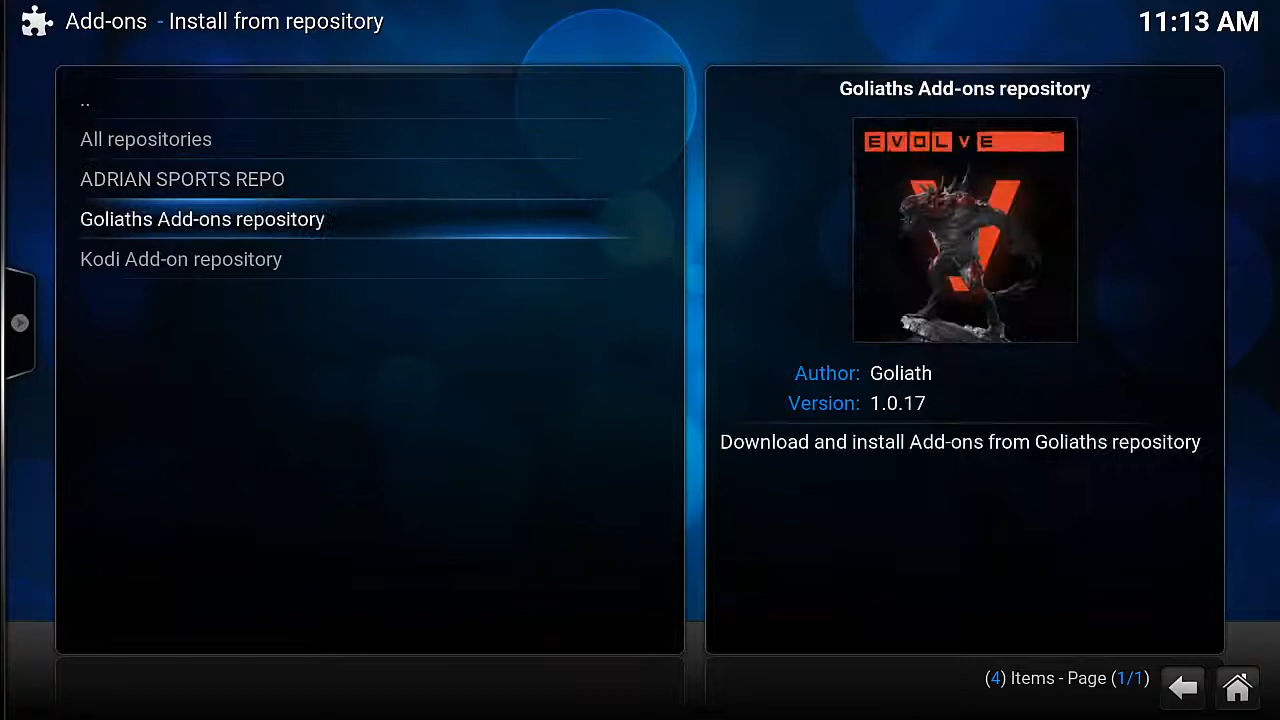 Add-ons - Install from repository
11:13 AM
..
All repositories
ADRIAN SPORTS REPO
Goliaths Add-ons repository
Kodi Add-on repository
Goliaths Add-ons repository
EVOLVE
Author: Goliath
Version: 1.0.17
Download and install Add-ons from Goliaths repository
(4) Items - Page (1/1)